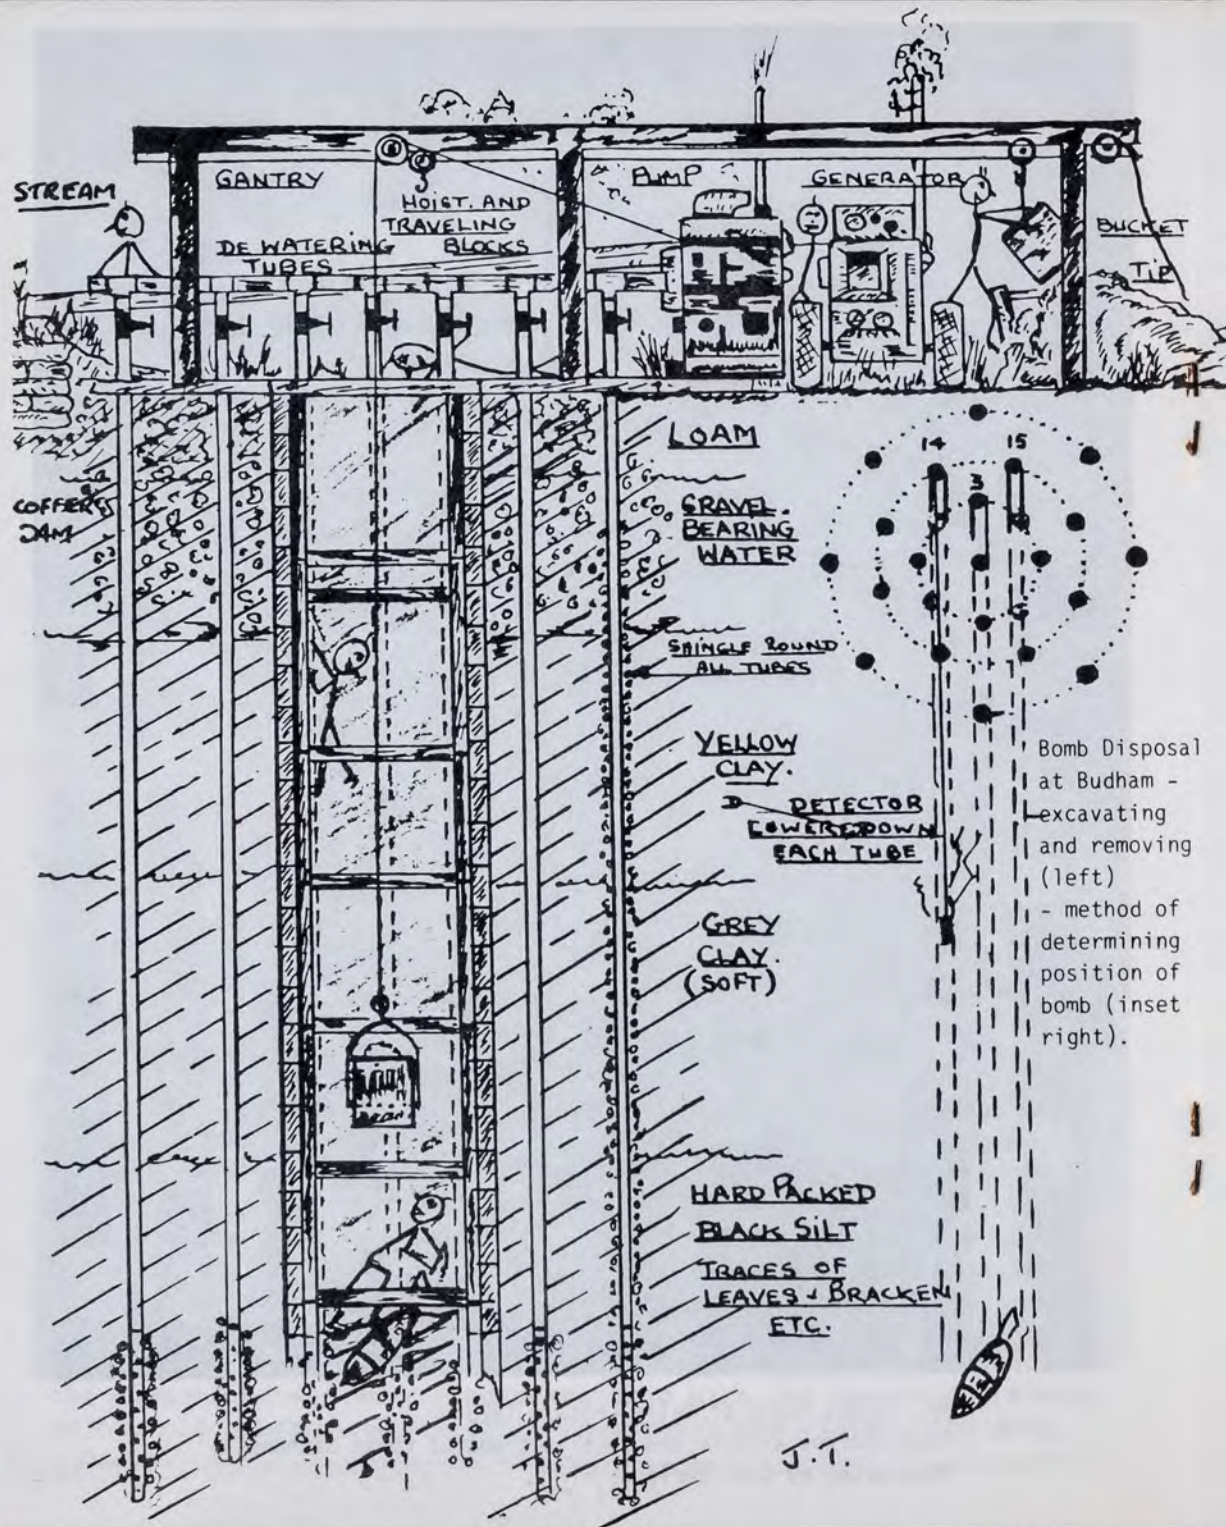 STREAM
GANTRY
HOIST. AND
TRAVELING
BLOCKS
DE WATERING
TUBES
PUMP
GENERATOR
BUCKET
TIP
COFFER
DAM
LOAM
GRAVEL.
BEARING
WATER
SHINGLE ROUND
ALL TUBES
YELLOW
CLAY.
DETECTOR
LOWERED DOWN
EACH TUBE
GREY
CLAY.
(SOFT)
HARD PACKED
BLACK SILT
TRACES OF
LEAVES & BRACKEN
ETC.
14
15
3
Bomb Disposal
at Budham -
excavating
and removing
(left)
- method of
determining
position of
bomb (inset
right).
J.T.